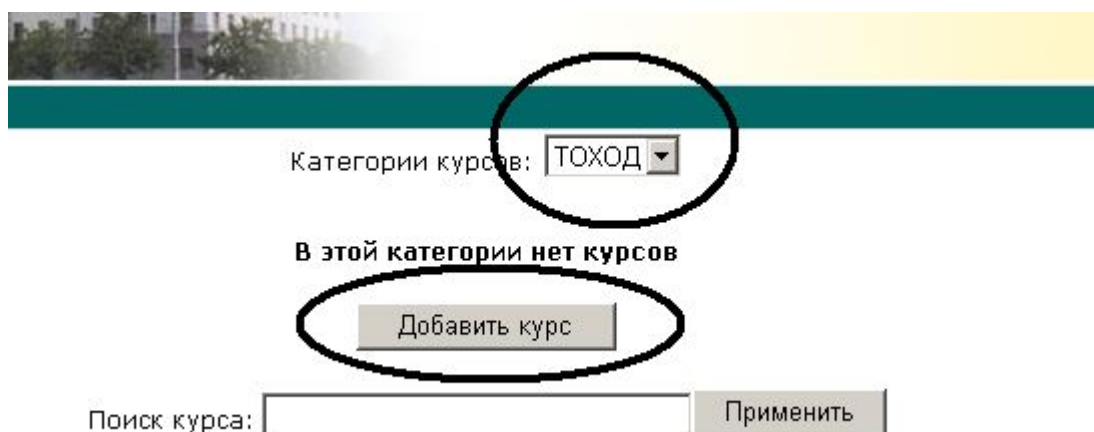 Категории курсов: ТОХОД
В этой категории нет курсов
Добавить курс
Поиск курса: Применить